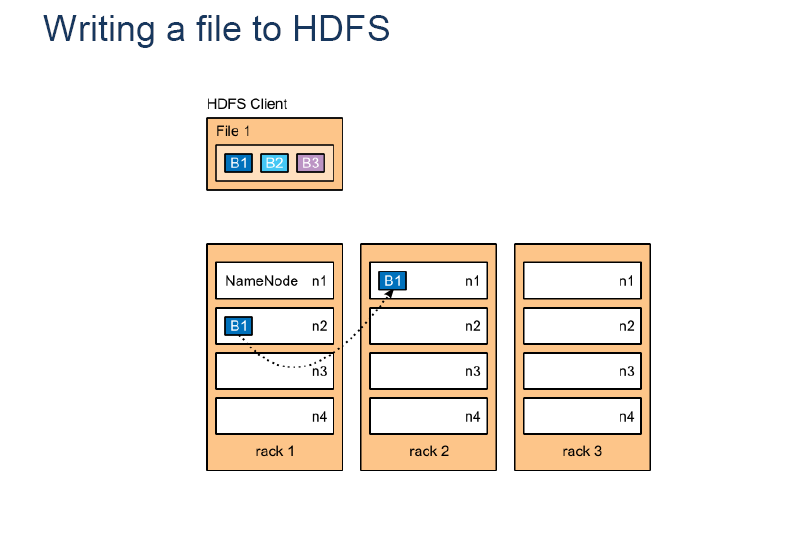 Writing a file to HDFS
HDFS Client
File 1
B1 B2 B3
NameNode n1
B1 n2
n3
n4
rack 1
B1 n1
n2
n3
n4
rack 2
n1
n2
n3
n4
rack 3